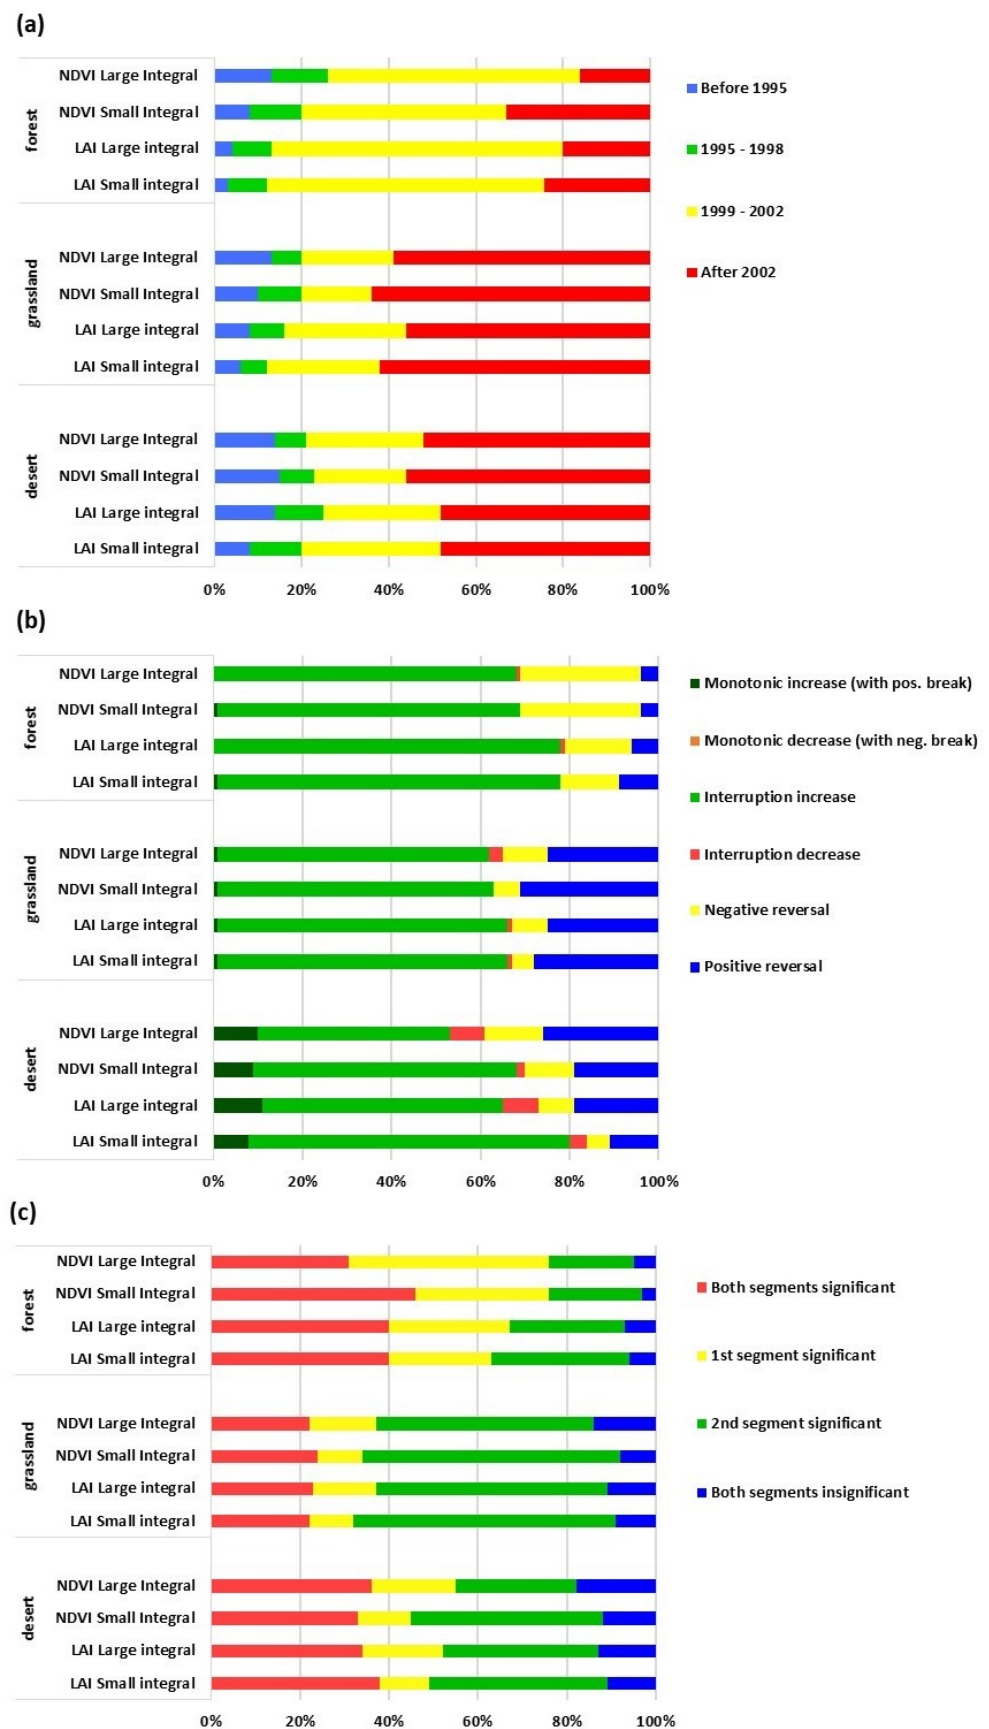 (a)
forest
NDVI Large Integral
NDVI Small Integral
LAI Large integral
LAI Small integral
grassland
NDVI Large Integral
NDVI Small Integral
LAI Large integral
LAI Small integral
desert
NDVI Large Integral
NDVI Small Integral
LAI Large integral
LAI Small integral
0% 20% 40% 60% 80% 100%
Before 1995
1995 - 1998
1999 - 2002
After 2002
(b)
forest
NDVI Large Integral
NDVI Small Integral
LAI Large integral
LAI Small integral
grassland
NDVI Large Integral
NDVI Small Integral
LAI Large integral
LAI Small integral
desert
NDVI Large Integral
NDVI Small Integral
LAI Large integral
LAI Small integral
0% 20% 40% 60% 80% 100%
Monotonic increase (with pos. break)
Monotonic decrease (with neg. break)
Interruption increase
Interruption decrease
Negative reversal
Positive reversal
(c)
forest
NDVI Large Integral
NDVI Small Integral
LAI Large integral
LAI Small integral
grassland
NDVI Large Integral
NDVI Small Integral
LAI Large integral
LAI Small integral
desert
NDVI Large Integral
NDVI Small Integral
LAI Large integral
LAI Small integral
0% 20% 40% 60% 80% 100%
Both segments significant
1st segment significant
2nd segment significant
Both segments insignificant